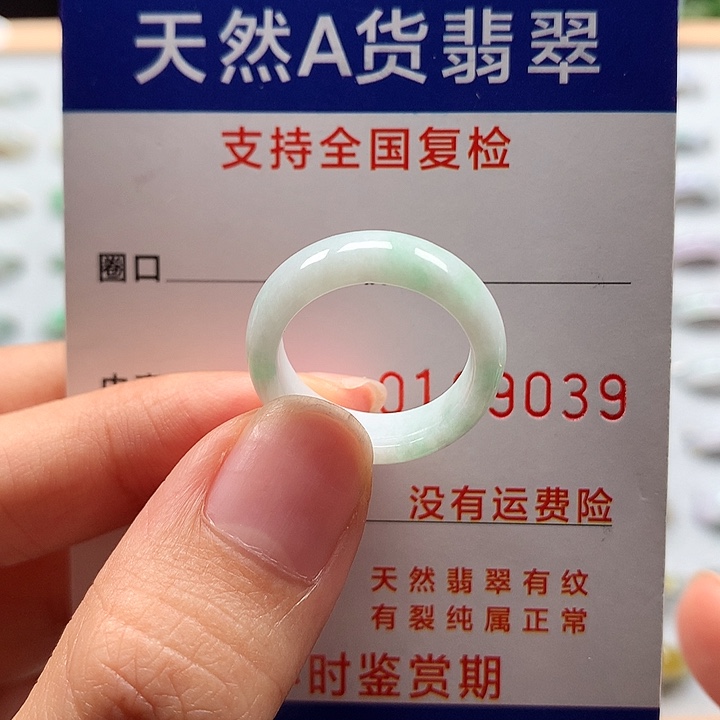 天然A货翡翠
支持全国复检
圈口
9039
没有运费险
天然翡翠有纹
有裂纯属正常
时鉴赏期